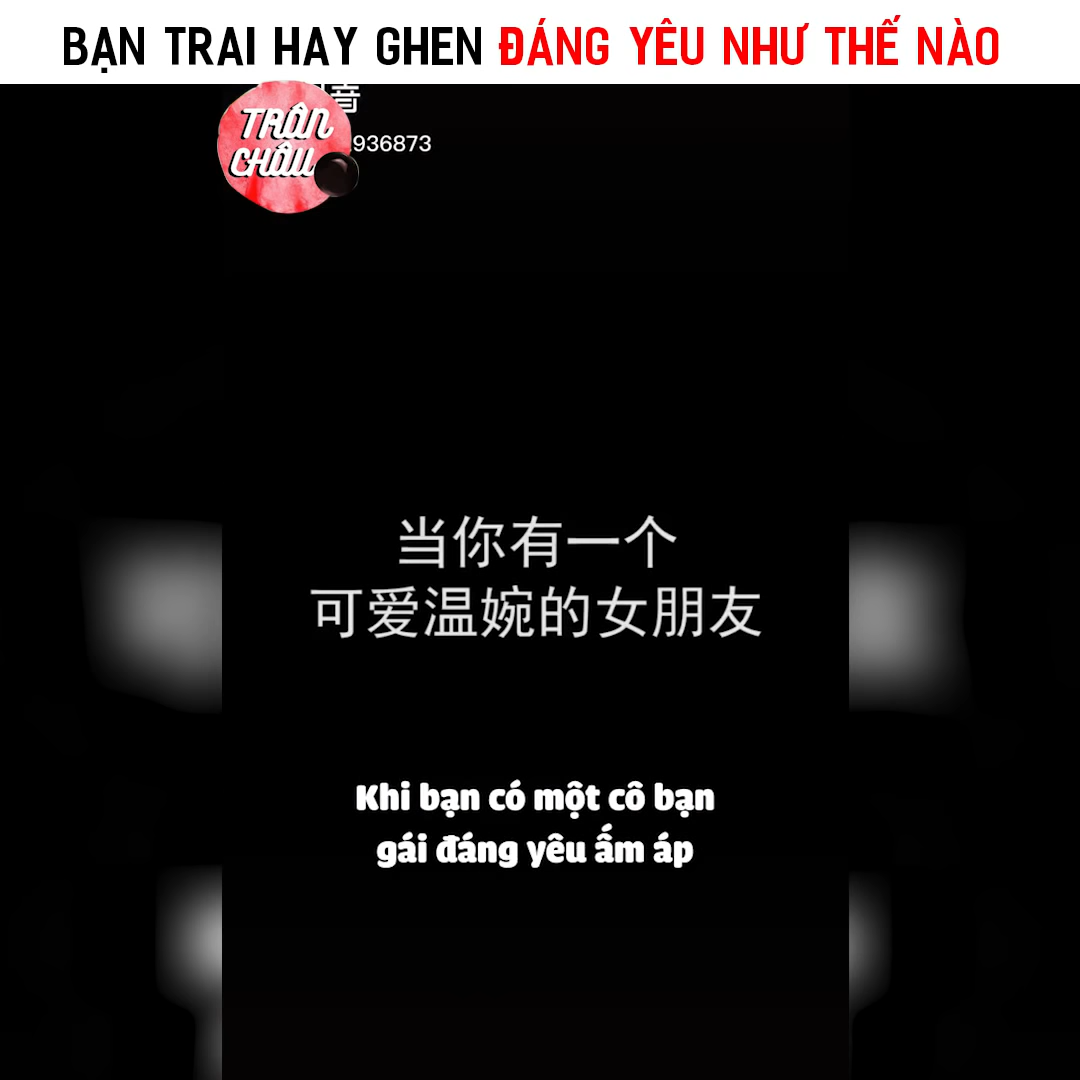 BẠN TRAI HAY GHEN ĐÁNG YÊU NHƯ THẾ NÀO
音
TRÂN
CHÂU
936873
当你有一个
可爱温婉的女朋友
Khi bạn có một cô bạn
gái đáng yêu ấm áp